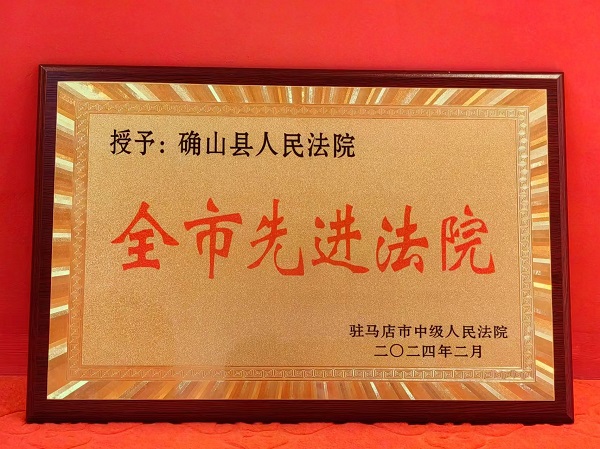 授予：确山县人民法院
全市先进法院
驻马店市中级人民法院
二〇二四年二月